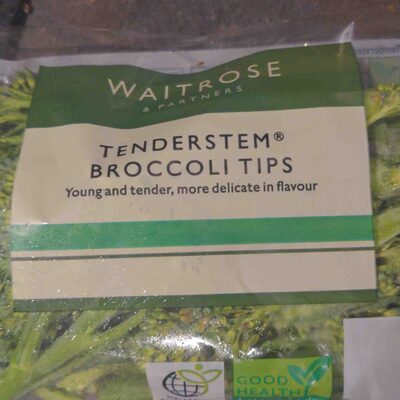 WAITROSE
& PARTNERS
TENDERSTEM®
BROCCOLI TIPS
Young and tender, more delicate in flavour
GOOD
HEALTH